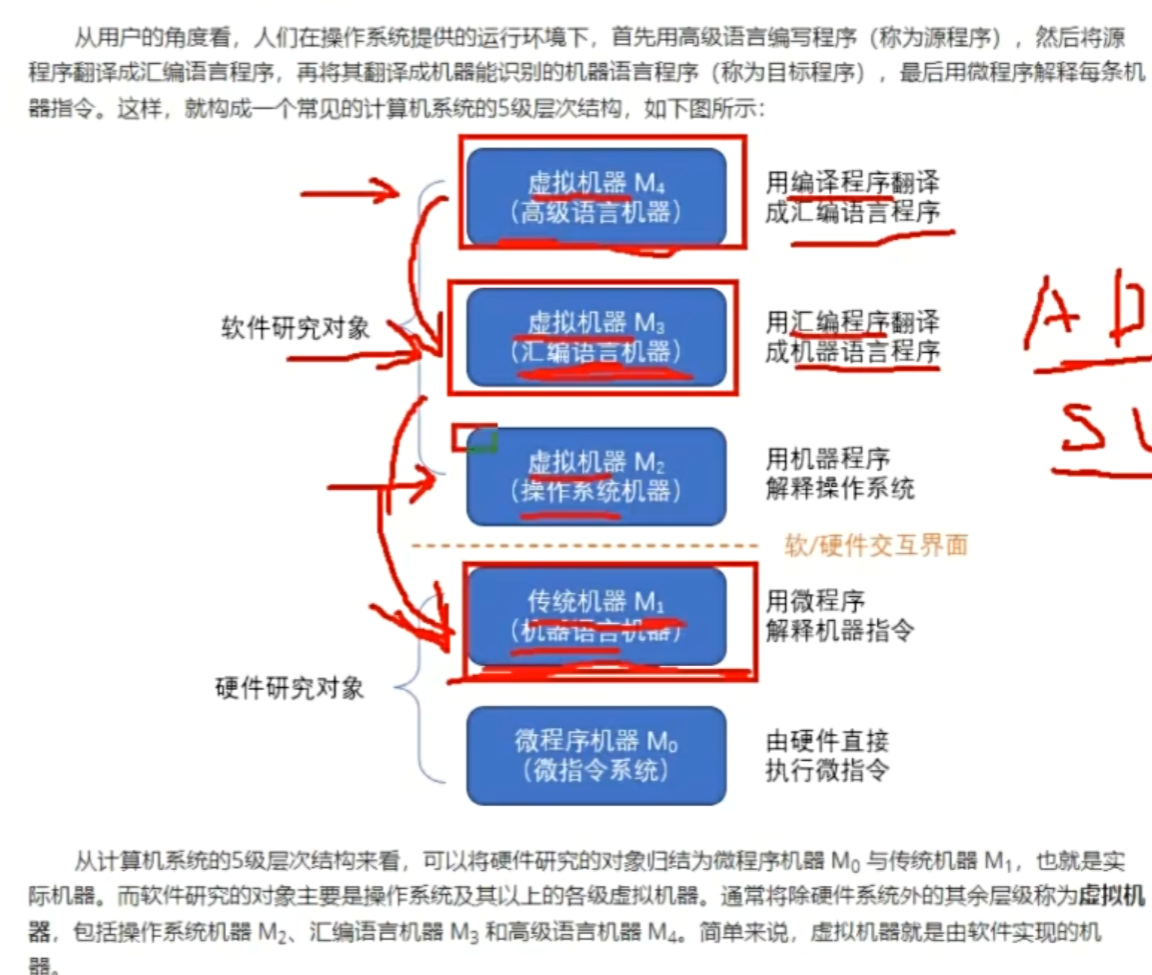 从用户的角度看，人们在操作系统提供的运行环境下，首先用高级语言编写程序（称为源程序），然后将源
程序翻译成汇编语言程序，再将其翻译成机器能识别的机器语言程序（称为目标程序），最后用微程序解释每条机
器指令。这样，就构成一个常见的计算机系统的5级层次结构，如下图所示：
虚拟机器 M₄
（高级语言机器）
用编译程序翻译
成汇编语言程序
软件研究对象
虚拟机器 M₃
（汇编语言机器）
用汇编程序翻译
成机器语言程序
A D
S
虚拟机器 M₂
（操作系统机器）
用机器程序
解释操作系统
软/硬件交互界面
传统机器 M₁
（机器语言机器）
用微程序
解释机器指令
硬件研究对象
微程序机器 M₀
（微指令系统）
由硬件直接
执行微指令
从计算机系统的5级层次结构来看，可以将硬件研究的对象归结为微程序机器 M₀ 与传统机器 M₁，也就是实
际机器。而软件研究的对象主要是操作系统及其以上的各级虚拟机器。通常将除硬件系统外的其余层级称为虚拟机
器，包括操作系统机器 M₂、汇编语言机器 M₃ 和高级语言机器 M₄。简单来说，虚拟机器就是由软件实现的机
器。